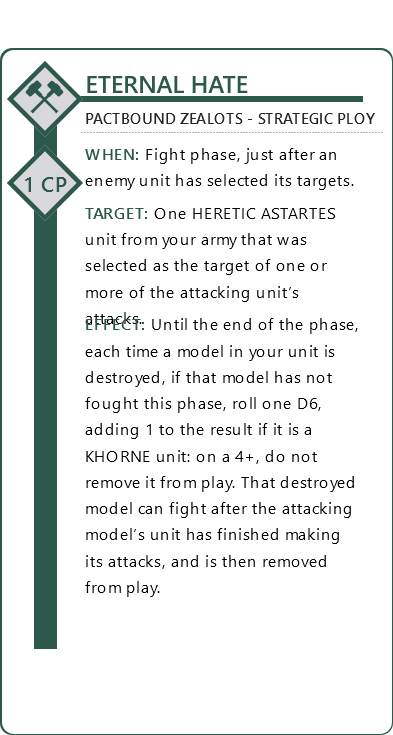 ETERNAL HATE
PACTBOUND ZEALOTS - STRATEGIC PLOY
1 CP
WHEN: Fight phase, just after an
enemy unit has selected its targets.
TARGET: One HERETIC ASTARTES
unit from your army that was
selected as the target of one or
more of the attacking unit’s
attacks.
EFFECT: Until the end of the phase,
each time a model in your unit is
destroyed, if that model has not
fought this phase, roll one D6,
adding 1 to the result if it is a
KHORNE unit: on a 4+, do not
remove it from play. That destroyed
model can fight after the attacking
model’s unit has finished making
its attacks, and is then removed
from play.